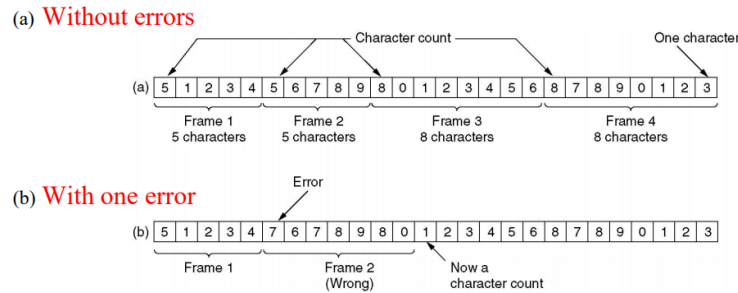 (a) Without errors
Character count
One character
(a) 5 1 2 3 4 5 6 7 8 9 8 0 1 2 3 4 5 6 8 7 8 9 0 1 2 3
Frame 1 Frame 2 Frame 3 Frame 4
5 characters 5 characters 8 characters 8 characters
(b) With one error
Error
(b) 5 1 2 3 4 7 6 7 8 9 8 0 1 2 3 4 5 6 8 7 8 9 0 1 2 3
Frame 1 Frame 2 Now a
(Wrong) character count